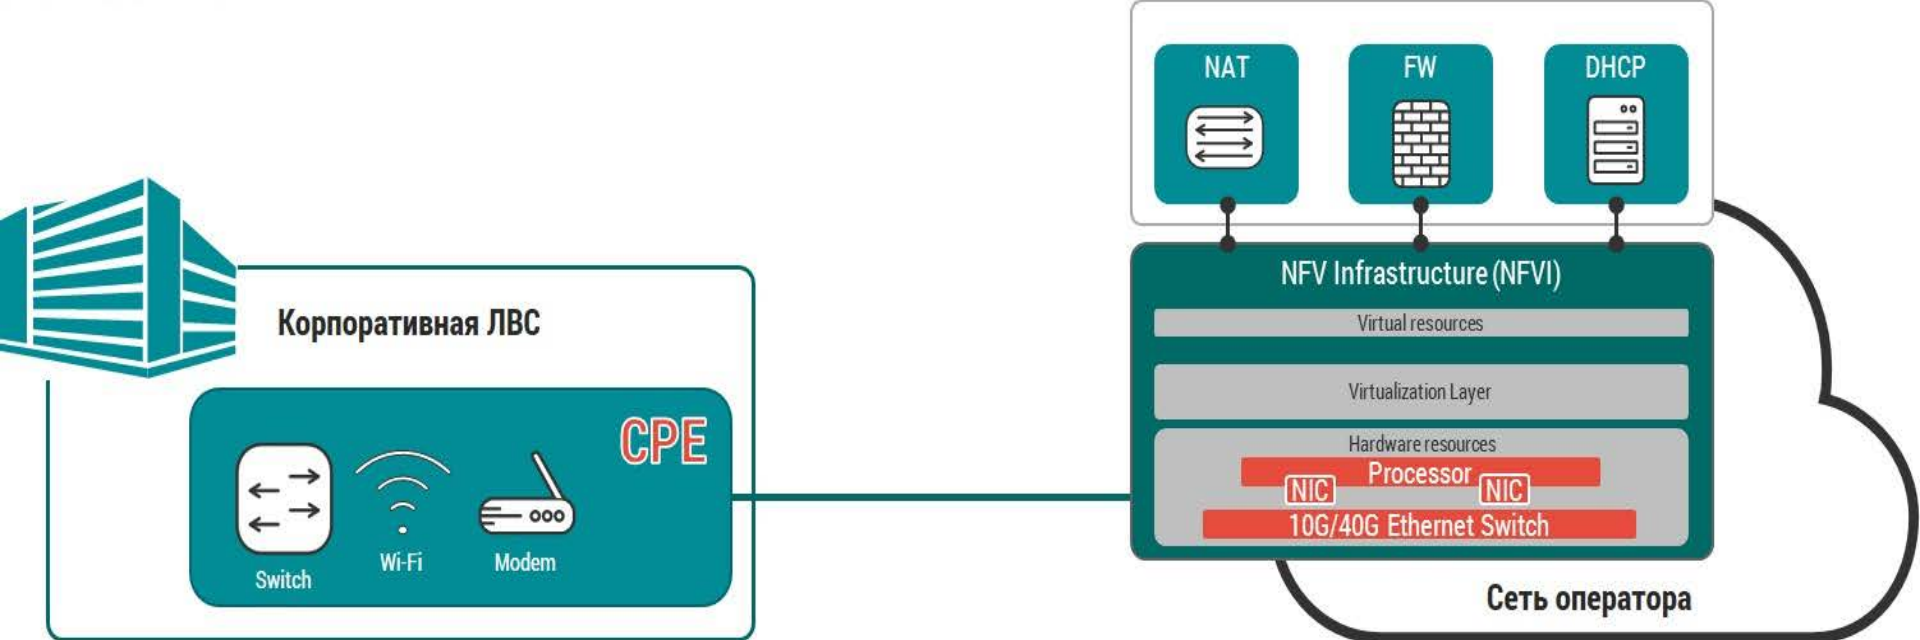 NAT
FW
DHCP
NFV Infrastructure (NFVI)
Virtual resources
Virtualization Layer
Hardware resources
Processor
NIC
NIC
10G/40G Ethernet Switch
Сеть оператора
Корпоративная ЛВС
CPE
Switch
Wi-Fi
Modem